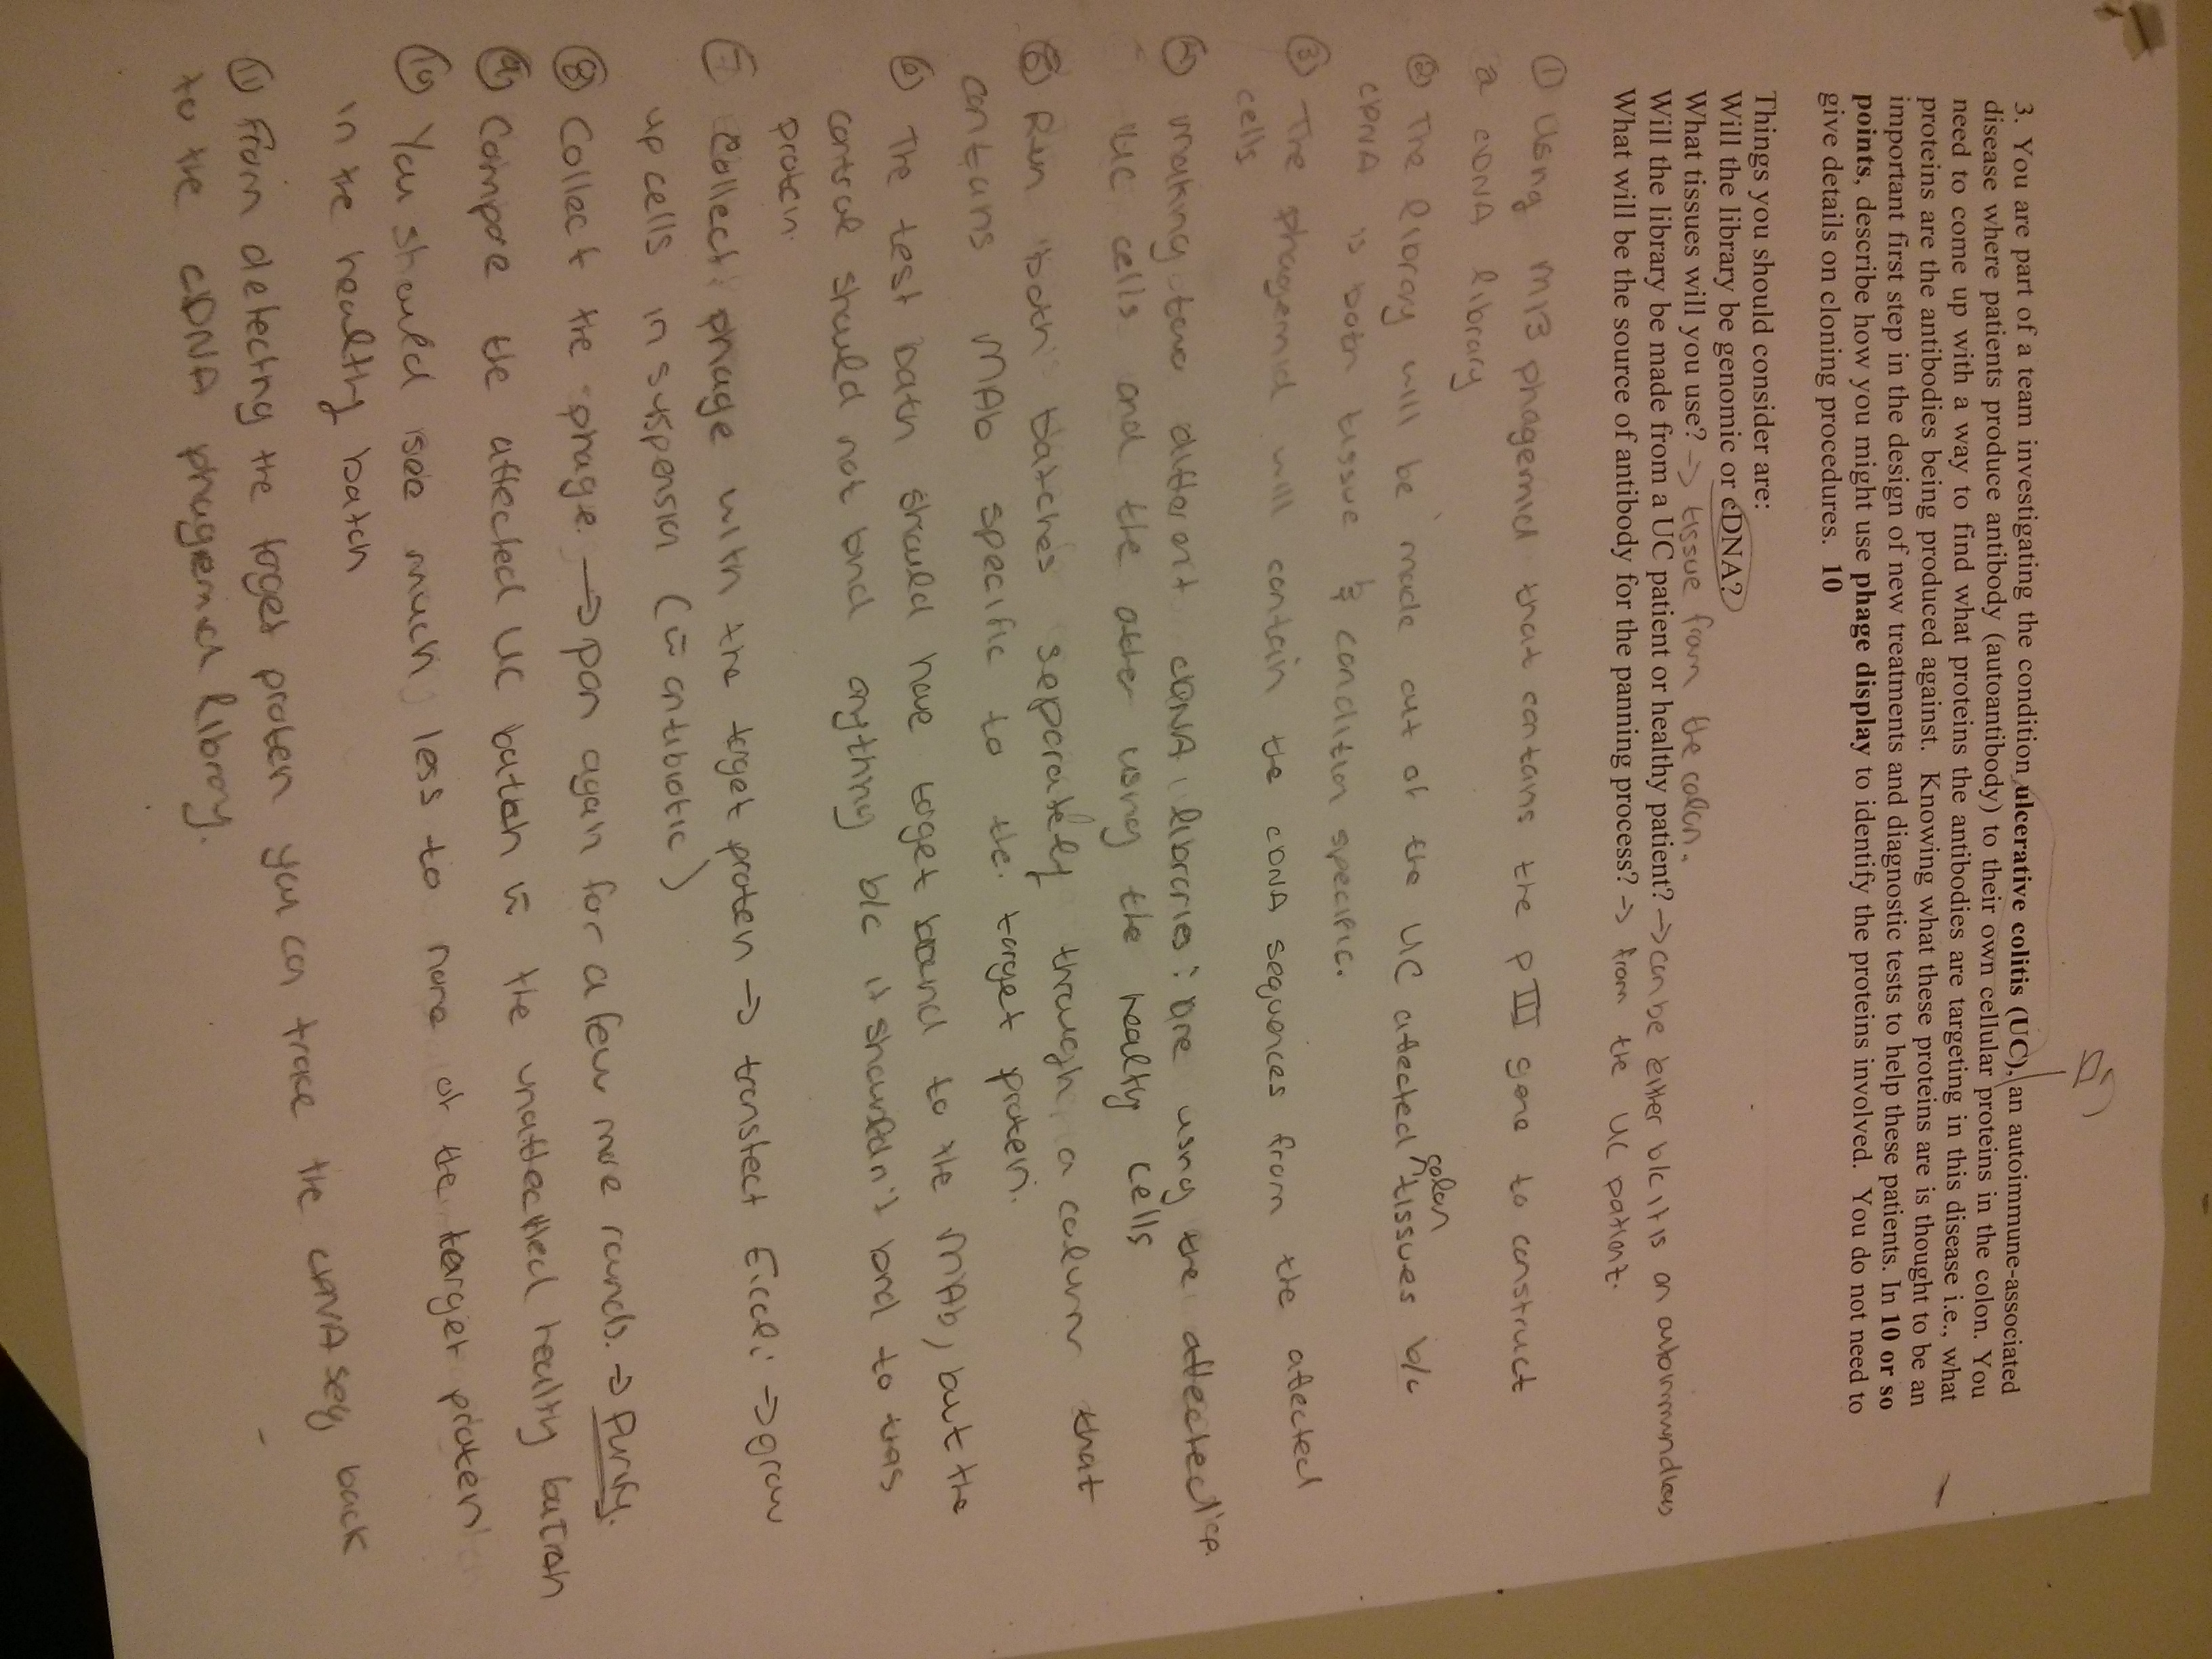 3. You are part of a team investigating the condition ulcerative colitis (UC), an autoimmune-associated
disease where patients produce antibody (autoantibody) to their own cellular proteins in the colon. You
need to come up with a way to find what proteins the antibodies are targeting in this disease i.e., what
proteins are the antibodies being produced against. Knowing what these proteins are is thought to be an
important first step in the design of new treatments and diagnostic tests to help these patients. In 10 or so
points, describe how you might use phage display to identify the proteins involved. You do not need to
give details on cloning procedures. 10
Things you should consider are:
Will the library be genomic or cDNA?
What tissues will you use? -> tissue from the colon.
Will the library be made from a UC patient or healthy patient? -> can be either b/c it is an autoimmune
What will be the source of antibody for the panning process? -> from the UC patient.
① Using M13 phagemid that contains the pIII gene to construct
a cDNA library
② The library will be made out of the UC affected colon tissues b/c
cDNA is both tissue & condition specific.
③ The phagemid will contain the cDNA sequences from the affected
cells
④ making two different cDNA libraries: one using the affected
UC cells and the other using the healthy cells
⑤ Run both batches separately through a column that
contains MAb specific to the target protein.
⑥ The test batch should have target bound to the MAb, but the
control should not bind anything b/c it shouldn't bind to this
protein.
⑦ Collect phage with the target protein -> transfect E.coli -> grow
up cells in suspension (w̄ antibiotic)
⑧ Collect the phage. -> pan again for a few more rounds. -> Purify.
⑨ Compare the affected UC batch w̄ the unaffected healthy batch
⑩ You should see much less to none of the target protein
in the healthy batch
⑪ From detecting the target protein you can trace the cDNA seq back
to the cDNA phagemid library.